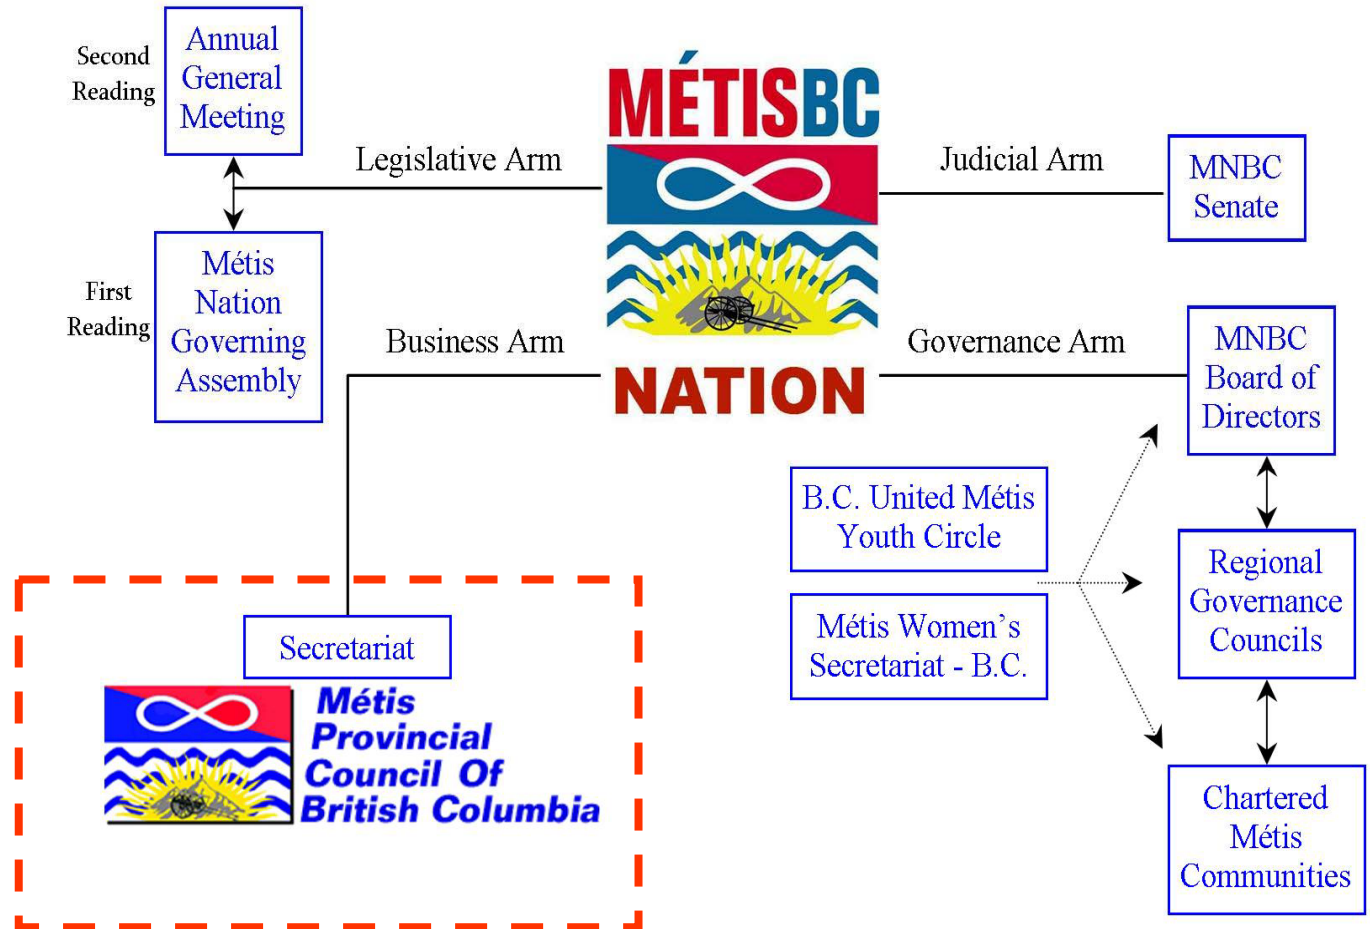 Second
Reading
Annual
General
Meeting
MÉTISBC
Legislative Arm
Judicial Arm
MNBC
Senate
First
Reading
Métis
Nation
Governing
Assembly
Business Arm
Governance Arm
NATION
MNBC
Board of
Directors
B.C. United Métis
Youth Circle
Métis Women’s
Secretariat - B.C.
Regional
Governance
Councils
Chartered
Métis
Communities
Secretariat
Métis
Provincial
Council Of
British Columbia